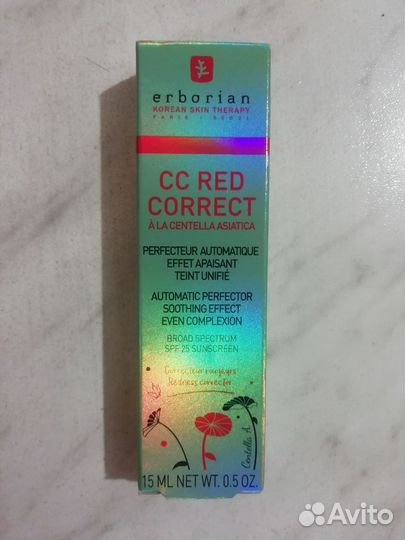 erborian
KOREAN SKIN THERAPY
PARIS - SEOUL
CC RED
CORRECT
À LA CENTELLA ASIATICA
PERFECTEUR AUTOMATIQUE
EFFET APAISANT
TEINT UNIFIÉ
AUTOMATIC PERFECTOR
SOOTHING EFFECT
EVEN COMPLEXION
BROAD SPECTRUM
SPF 25 SUNSCREEN
Correcteur rougeurs
Redness corrector
Centella A.
15 ML NET WT. 0.5 OZ.
Avito